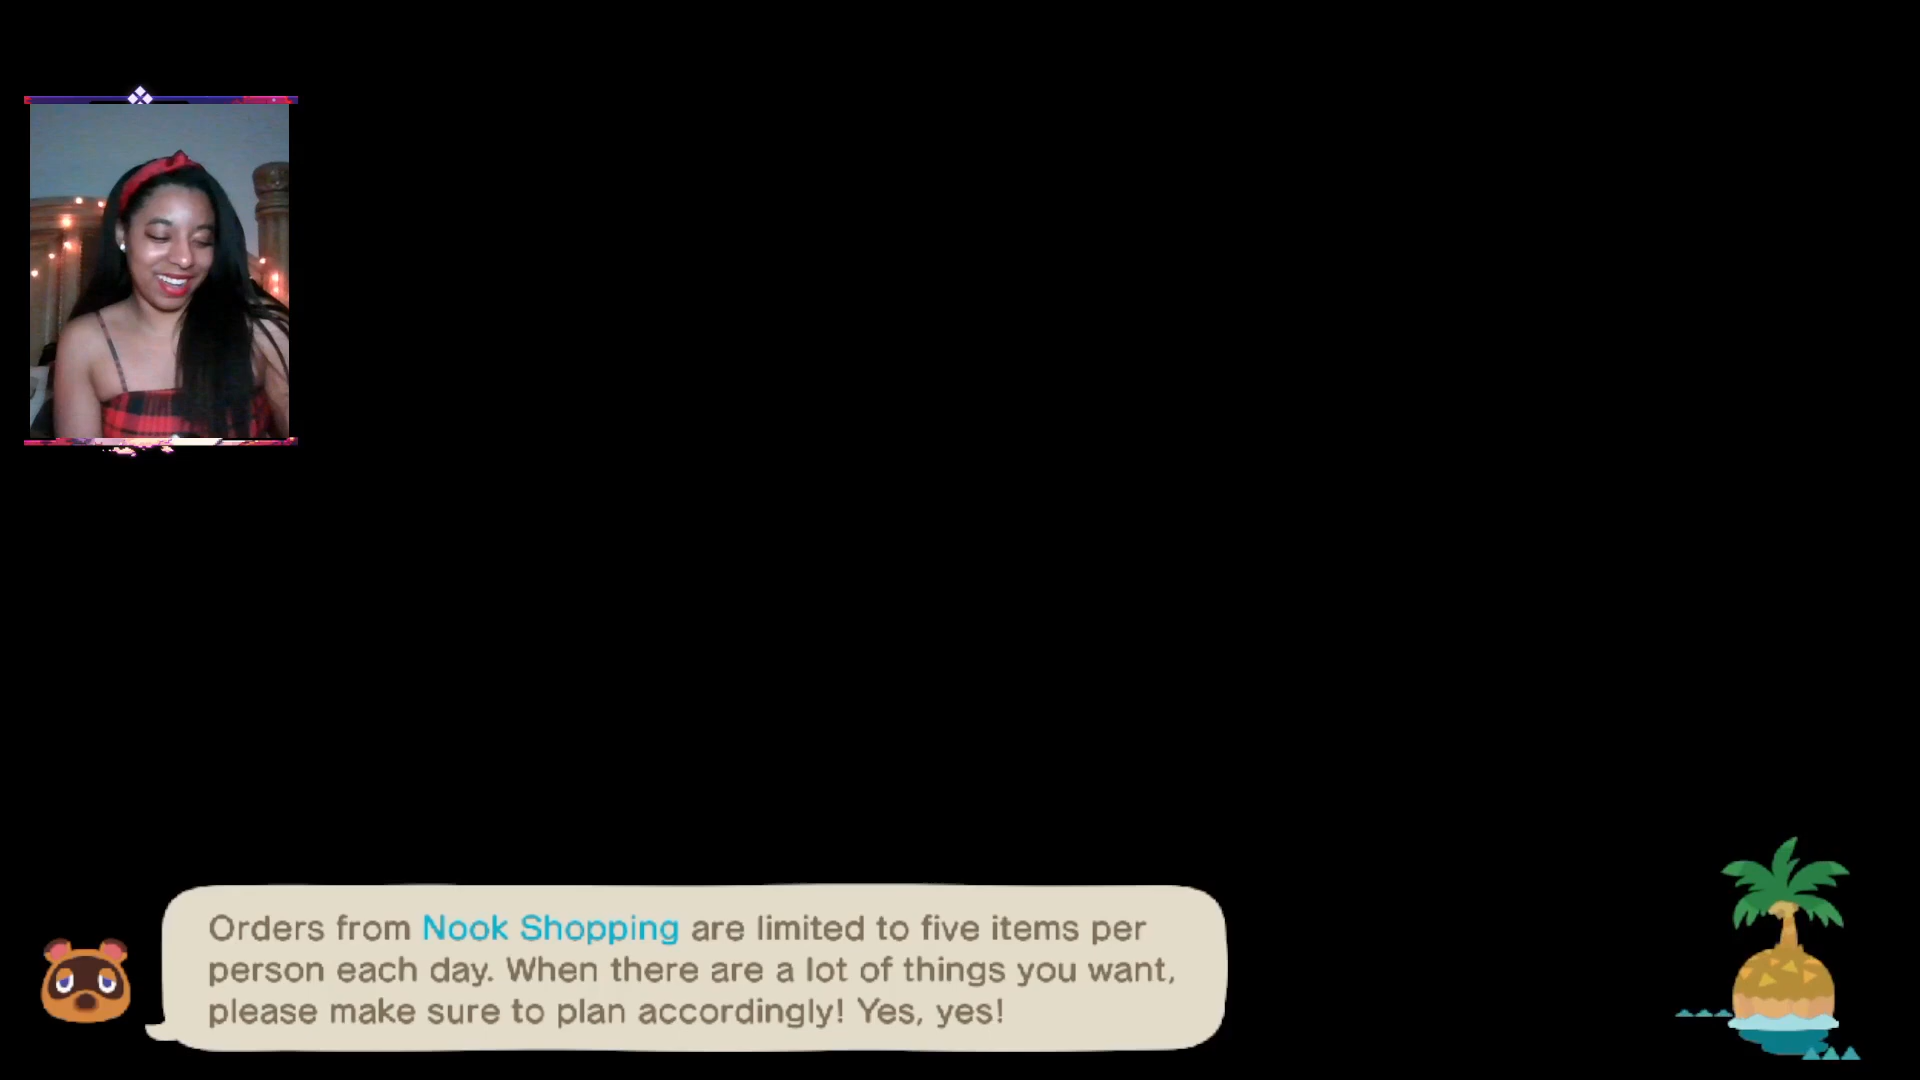 Orders from Nook Shopping are limited to five items per
person each day. When there are a lot of things you want,
please make sure to plan accordingly! Yes, yes!